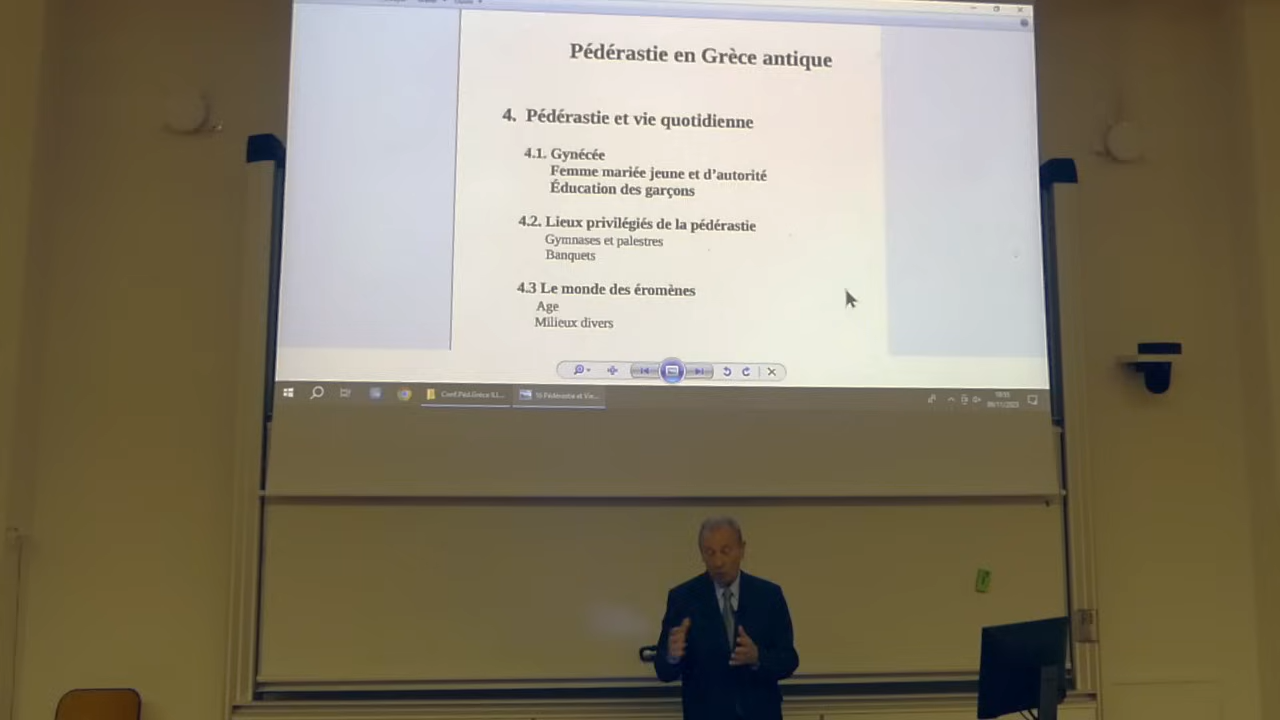 Pédérastie en Grèce antique
4. Pédérastie et vie quotidienne
4.1. Gynécée
Femme mariée jeune et d'autorité
Éducation des garçons
4.2. Lieux privilégiés de la pédérastie
Gymnases et palestres
Banquets
4.3 Le monde des éromènes
Age
Milieux divers